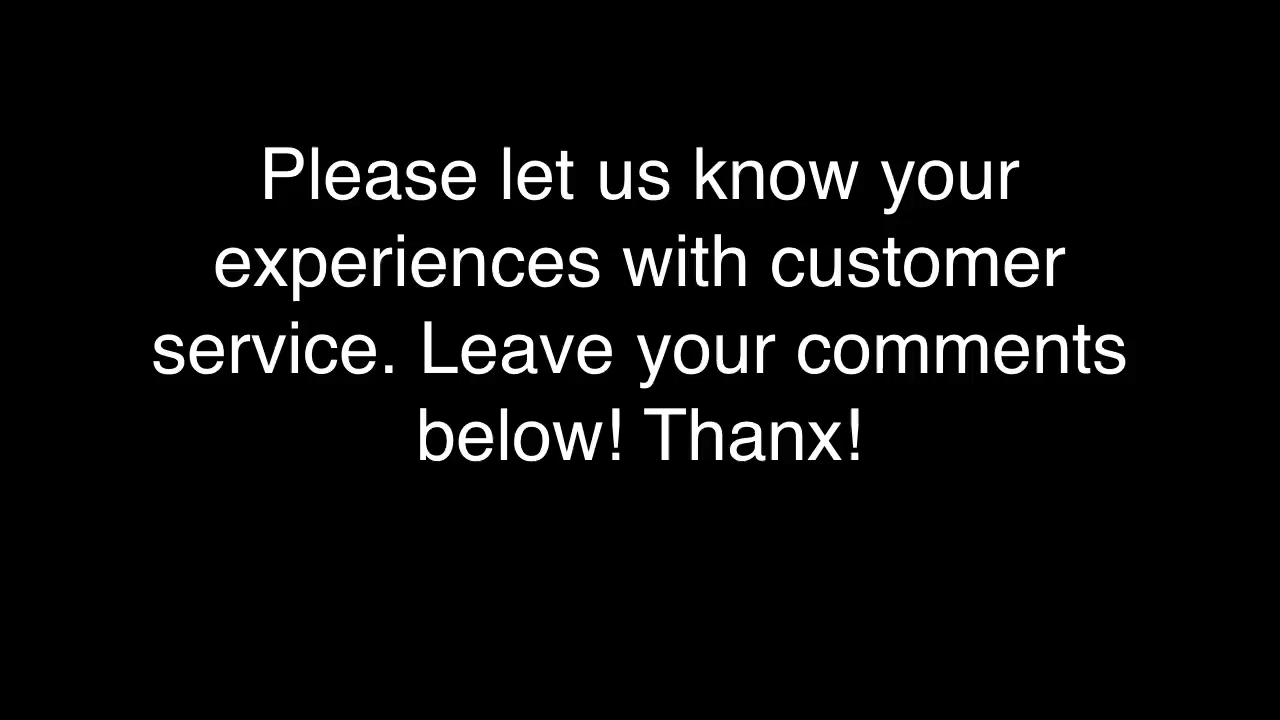 Please let us know your
experiences with customer
service. Leave your comments
below! Thanx!